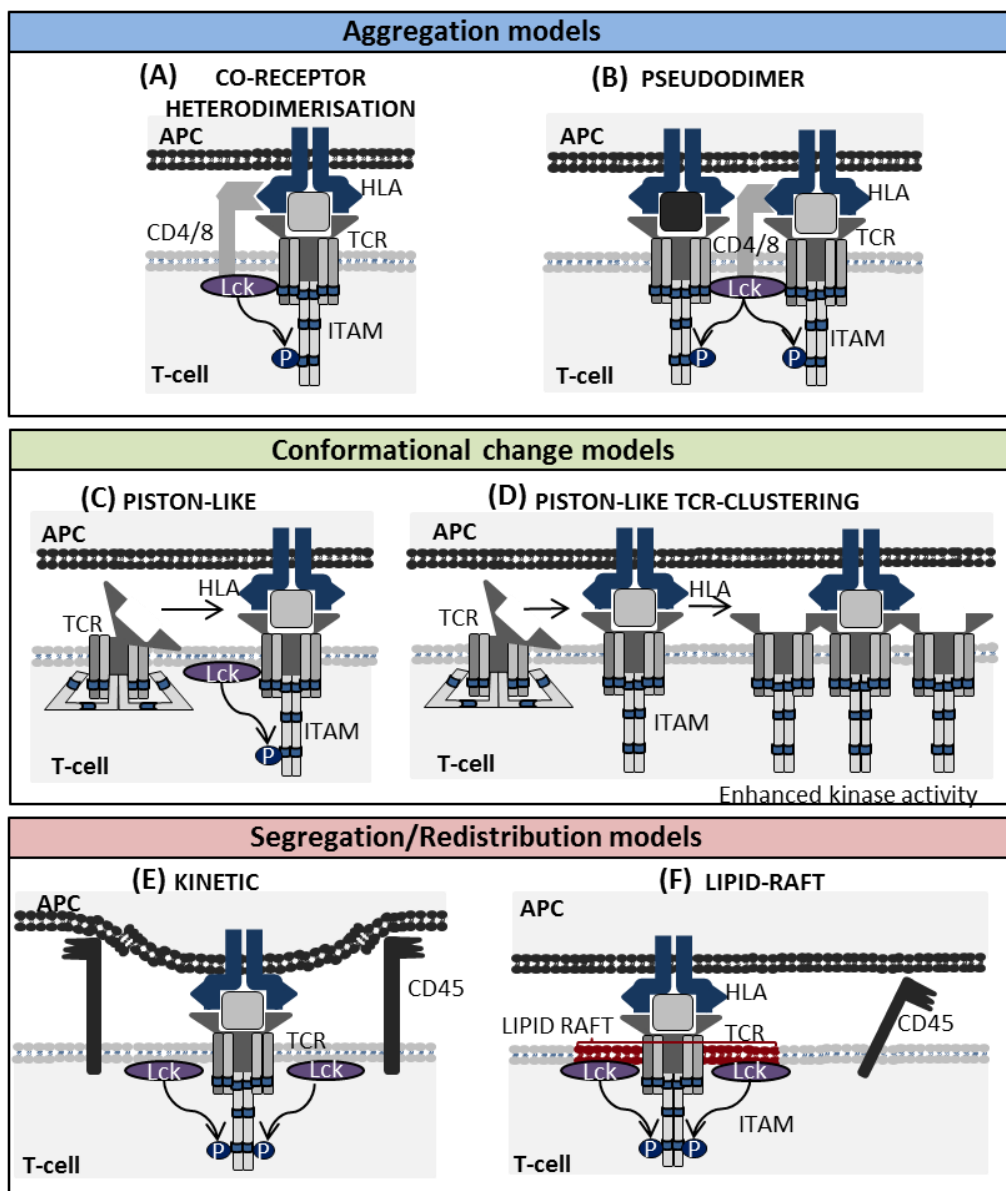 Aggregation models
(A) CO-RECEPTOR
HETERODIMERISATION
APC
HLA
CD4/8
TCR
Lck
ITAM
P
T-cell
(B) PSEUDODIMER
APC
HLA
CD4/8
TCR
Lck
ITAM
P
P
T-cell
Conformational change models
(C) PISTON-LIKE
APC
HLA
TCR
Lck
ITAM
P
T-cell
(D) PISTON-LIKE TCR-CLUSTERING
APC
HLA
TCR
ITAM
T-cell
Enhanced kinase activity
Segregation/Redistribution models
(E) KINETIC
APC
CD45
TCR
Lck
Lck
P
P
T-cell
(F) LIPID-RAFT
APC
HLA
LIPID RAFT
TCR
CD45
Lck
Lck
ITAM
P
P
T-cell